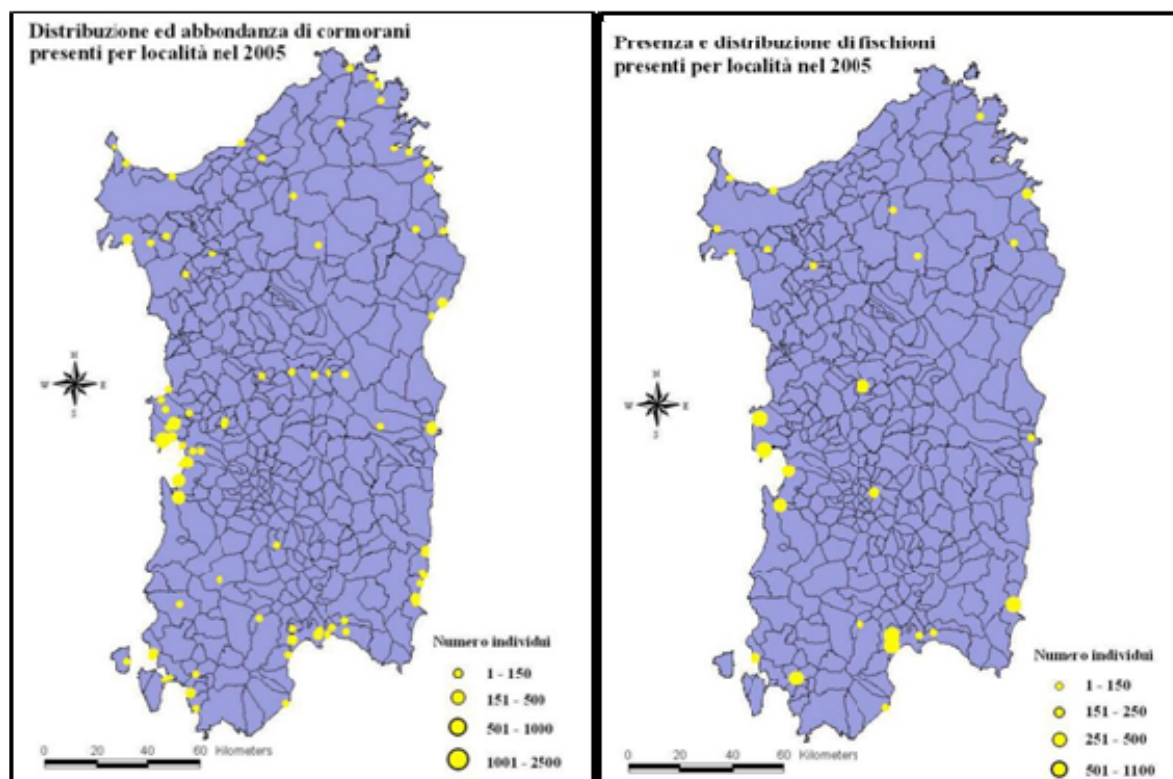 Distribuzione ed abbondanza di cormorani
presenti per località nel 2005
N
W E
S
Numero individui
1 - 150
151 - 500
501 - 1000
1001 - 2500
0 20 40 60 Kilometers
Presenza e distribuzione di fischioni
presenti per località nel 2005
N
W E
S
Numero individui
1 - 150
151 - 250
251 - 500
501 - 1100
0 20 40 60 Kilometers